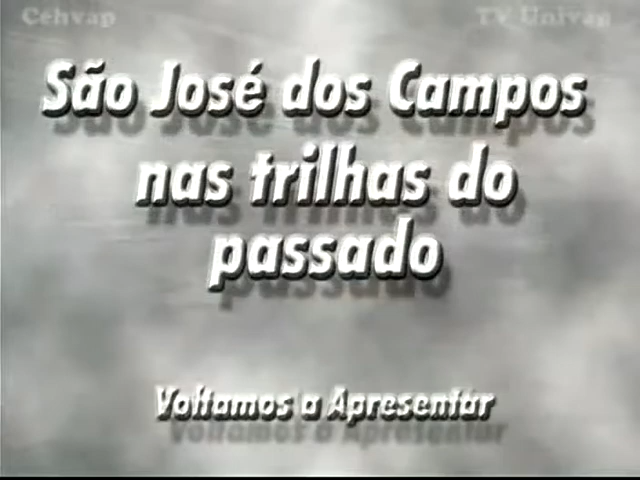 Cehvap TV Univap
São José dos Campos
nas trilhas do
passado
Voltamos a Apresentar